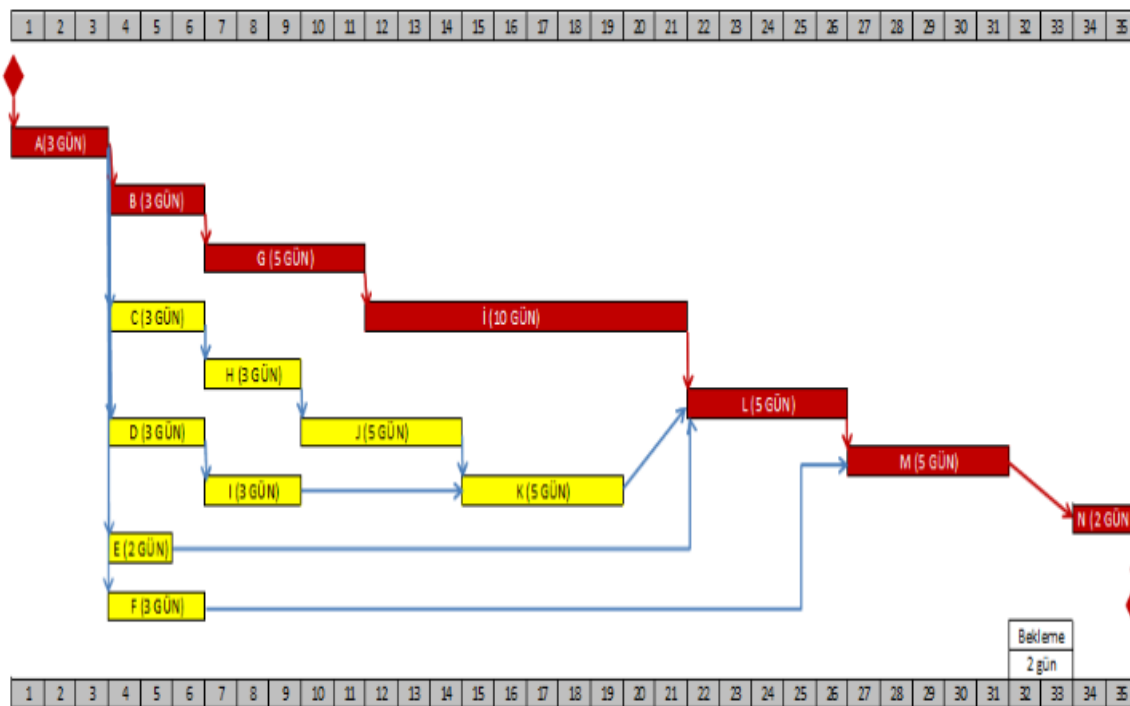 1 2 3 4 5 6 7 8 9 10 11 12 13 14 15 16 17 18 19 20 21 22 23 24 25 26 27 28 29 30 31 32 33 34 35
A(3 GÜN)
B (3 GÜN)
G (5 GÜN)
C (3 GÜN)
İ (10 GÜN)
H (3 GÜN)
L (5 GÜN)
D (3 GÜN)
J (5 GÜN)
M (5 GÜN)
I (3 GÜN)
K (5 GÜN)
N (2 GÜN
E (2 GÜN)
F (3 GÜN)
Bekleme
2 gün
1 2 3 4 5 6 7 8 9 10 11 12 13 14 15 16 17 18 19 20 21 22 23 24 25 26 27 28 29 30 31 32 33 34 35